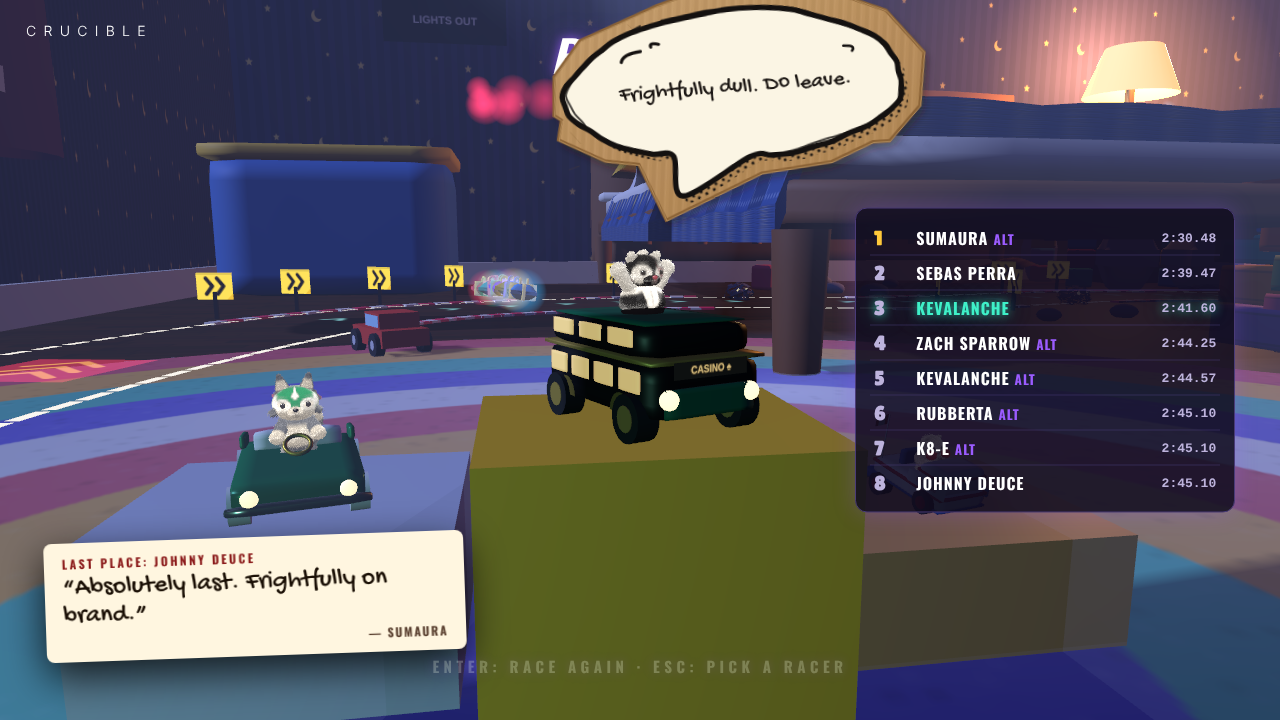 CRUCIBLE
LIGHTS OUT
Frightfully dull. Do leave.
CASINO ♠
1 SUMAURA ALT 2:30.48
2 SEBAS PERRA 2:39.47
3 KEVALANCHE 2:41.60
4 ZACH SPARROW ALT 2:44.25
5 KEVALANCHE ALT 2:44.57
6 RUBBERTA ALT 2:45.10
7 K8-E ALT 2:45.10
8 JOHNNY DEUCE 2:45.10
LAST PLACE: JOHNNY DEUCE
“Absolutely last. Frightfully on
brand.”
— SUMAURA
ENTER: RACE AGAIN · ESC: PICK A RACER